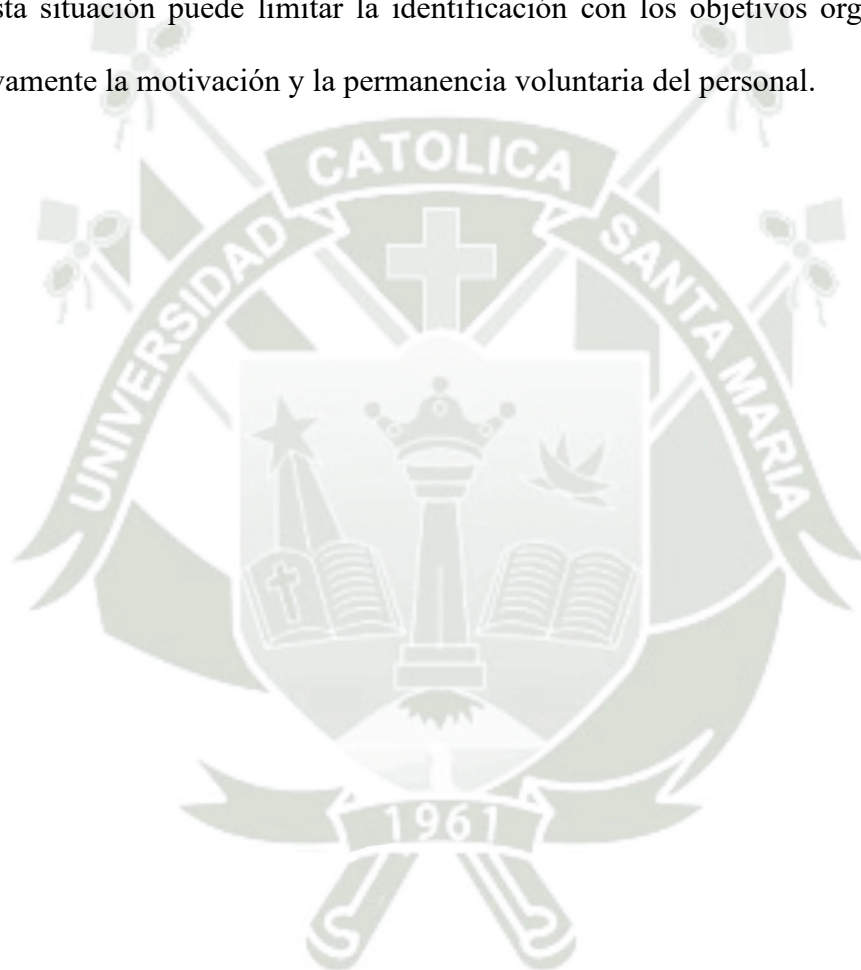 sta situación puede limitar la identificación con los objetivos org
vamente la motivación y la permanencia voluntaria del personal.
UNIVERSIDAD CATOLICA SANTA MARIA
1961